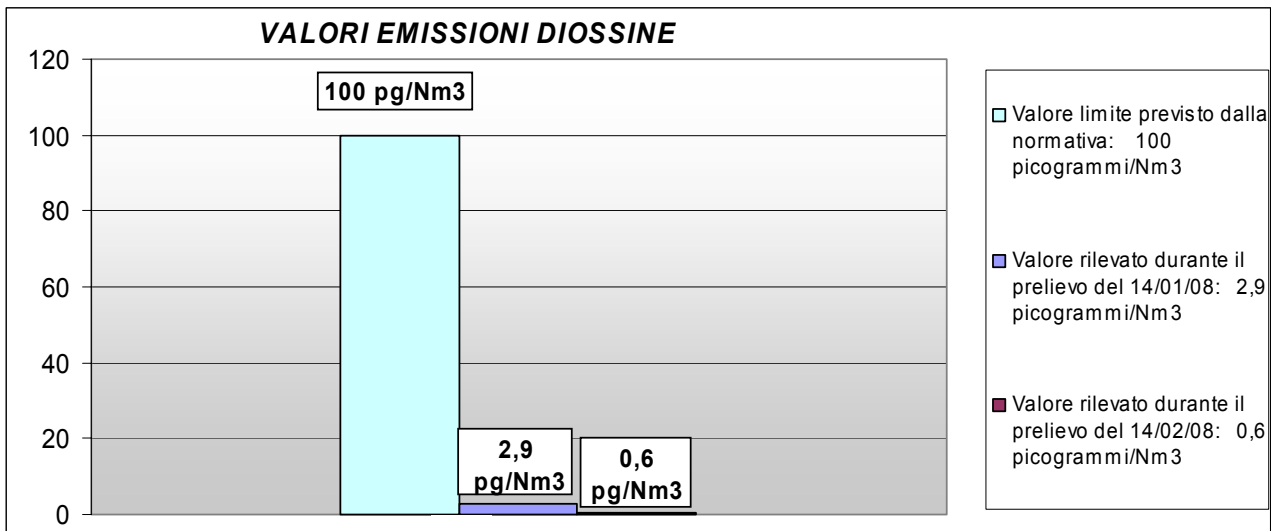 VALORI EMISSIONI DIOSSINE
120
100
80
60
40
20
0
100 pg/Nm3
2,9
pg/Nm3
0,6
pg/Nm3
Valore limite previsto dalla
normativa: 100
picogrammi/Nm3
Valore rilevato durante il
prelievo del 14/01/08: 2,9
picogrammi/Nm3
Valore rilevato durante il
prelievo del 14/02/08: 0,6
picogrammi/Nm3